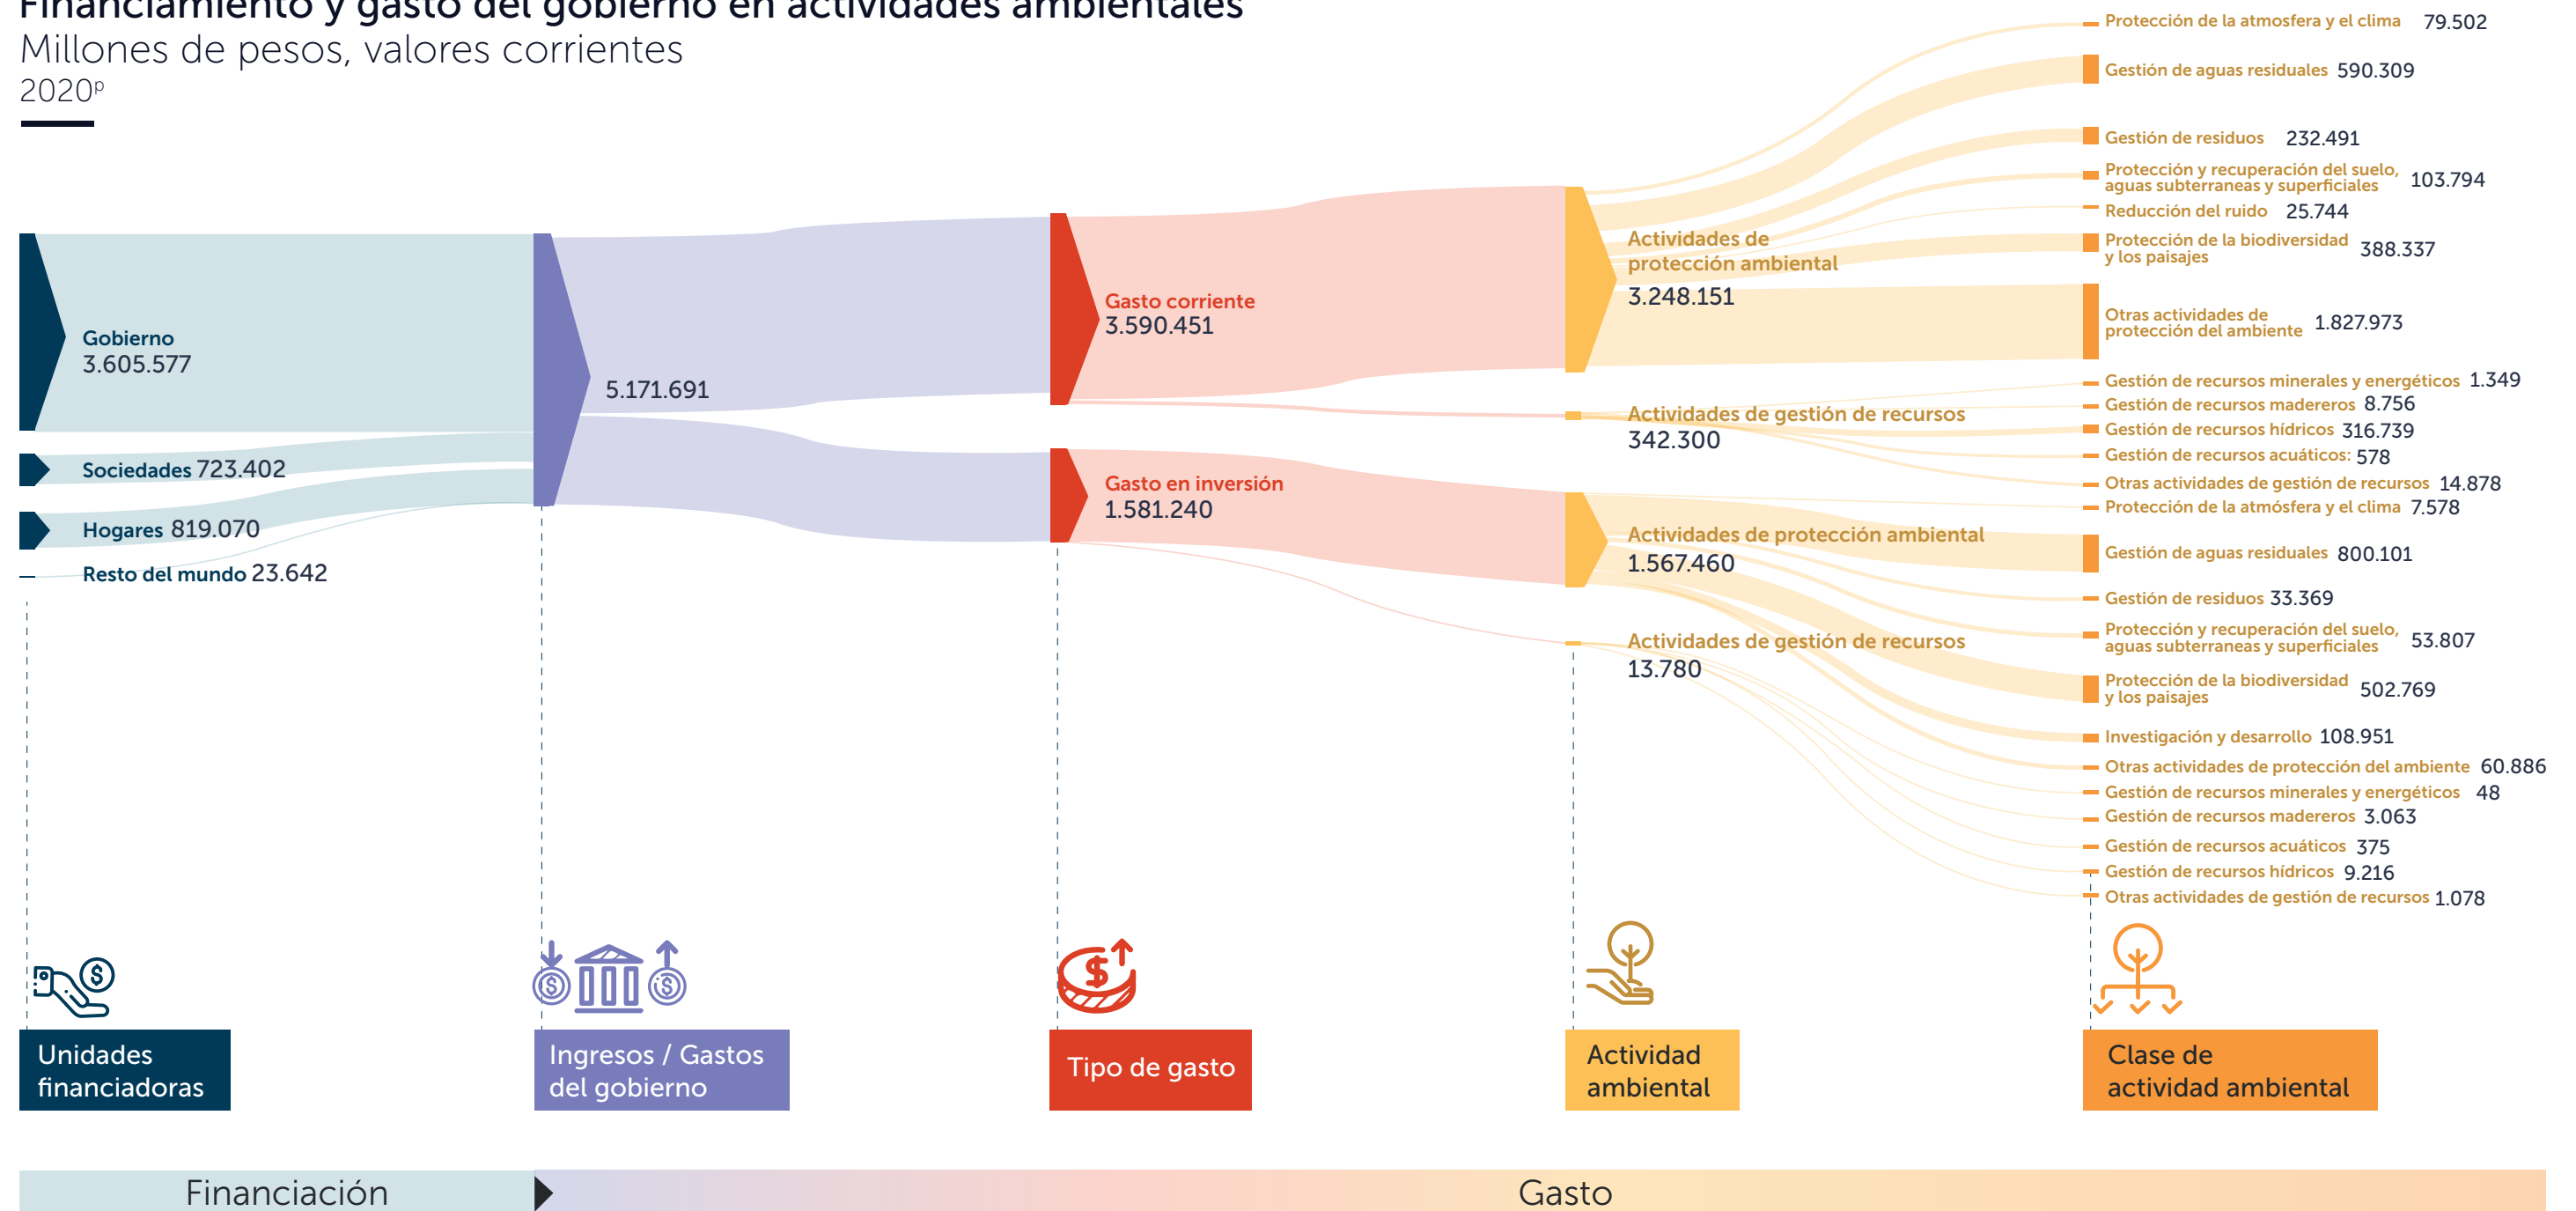 Financiamiento y gasto del gobierno en actividades ambientales
Millones de pesos, valores corrientes
2020ᵖ
Gobierno
3.605.577
Sociedades 723.402
Hogares 819.070
Resto del mundo 23.642
5.171.691
Gasto corriente
3.590.451
Gasto en inversión
1.581.240
Actividades de
protección ambiental
3.248.151
Actividades de gestión de recursos
342.300
Actividades de protección ambiental
1.567.460
Actividades de gestión de recursos
13.780
Protección de la atmosfera y el clima 79.502
Gestión de aguas residuales 590.309
Gestión de residuos 232.491
Protección y recuperación del suelo,
aguas subterraneas y superficiales 103.794
Reducción del ruido 25.744
Protección de la biodiversidad
y los paisajes 388.337
Otras actividades de
protección del ambiente 1.827.973
Gestión de recursos minerales y energéticos 1.349
Gestión de recursos madereros 8.756
Gestión de recursos hídricos 316.739
Gestión de recursos acuáticos: 578
Otras actividades de gestión de recursos 14.878
Protección de la atmósfera y el clima 7.578
Gestión de aguas residuales 800.101
Gestión de residuos 33.369
Protección y recuperación del suelo,
aguas subterraneas y superficiales 53.807
Protección de la biodiversidad
y los paisajes 502.769
Investigación y desarrollo 108.951
Otras actividades de protección del ambiente 60.886
Gestión de recursos minerales y energéticos 48
Gestión de recursos madereros 3.063
Gestión de recursos acuáticos 375
Gestión de recursos hídricos 9.216
Otras actividades de gestión de recursos 1.078
Unidades
financiadoras
Ingresos / Gastos
del gobierno
Tipo de gasto
Actividad
ambiental
Clase de
actividad ambiental
Financiación
Gasto